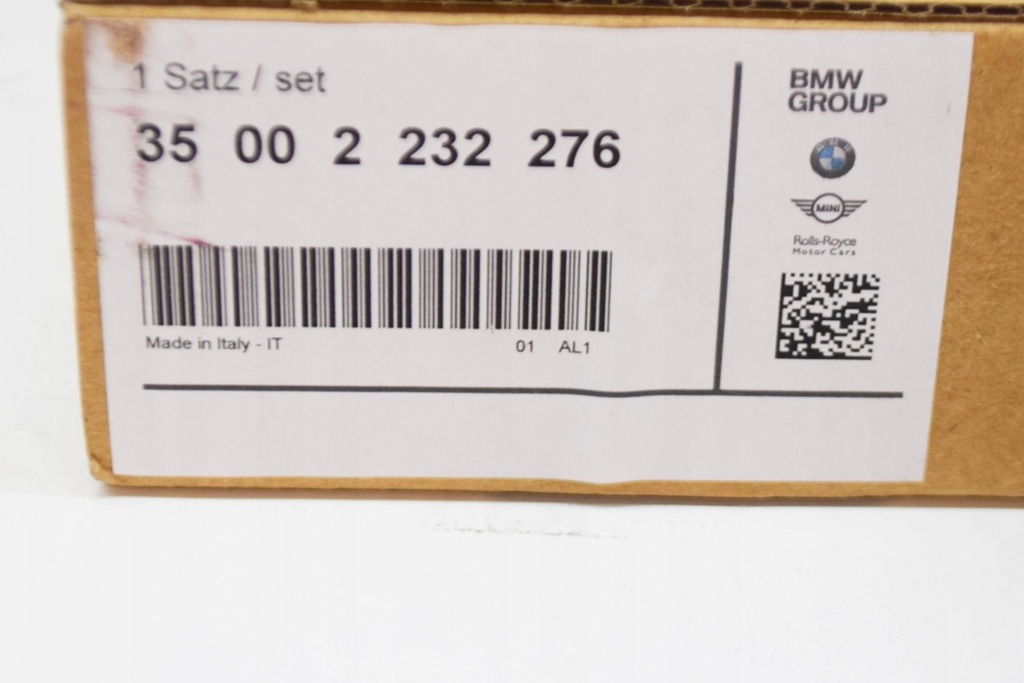 1 Satz / set
35 00 2 232 276
Made in Italy - IT
01 AL1
BMW
GROUP
MINI
Rolls-Royce
Motor Cars